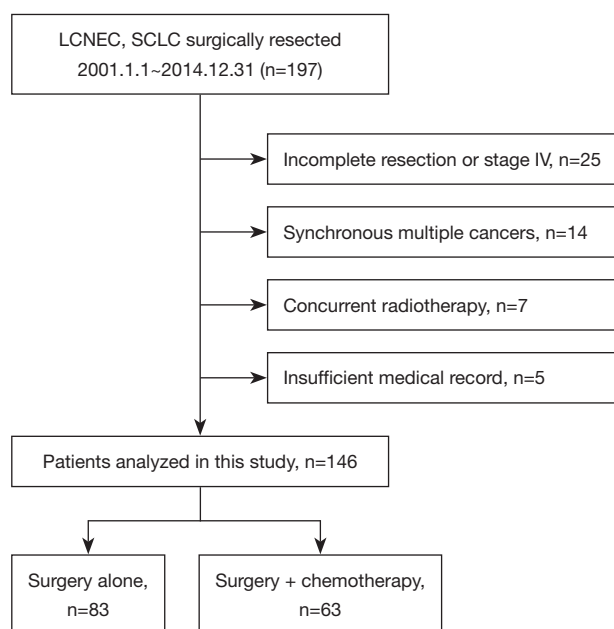 LCNEC, SCLC surgically resected
2001.1.1~2014.12.31 (n=197)
Incomplete resection or stage IV, n=25
Synchronous multiple cancers, n=14
Concurrent radiotherapy, n=7
Insufficient medical record, n=5
Patients analyzed in this study, n=146
Surgery alone,
n=83
Surgery + chemotherapy,
n=63